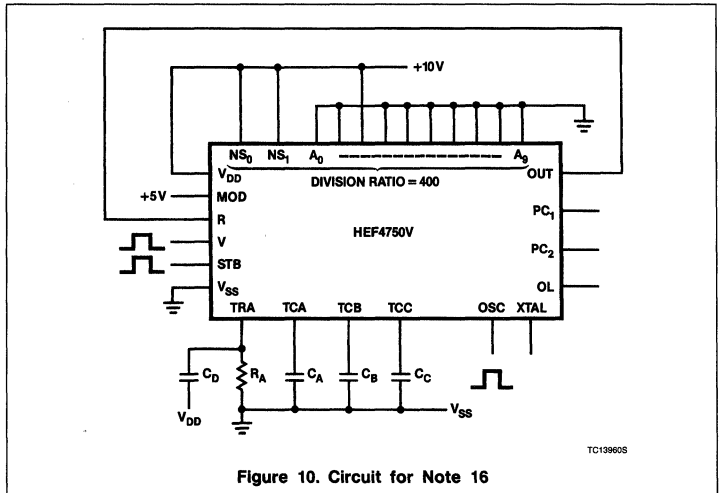 +10V
NS0 NS1 A0 A9
VDD DIVISION RATIO = 400 OUT
+5V MOD
R PC1
HEF4750V
V
PC2
STB
VSS OL
TRA TCA TCB TCC OSC XTAL
CD RA CA CB CC
VDD VSS
TC13960S
Figure 10. Circuit for Note 16